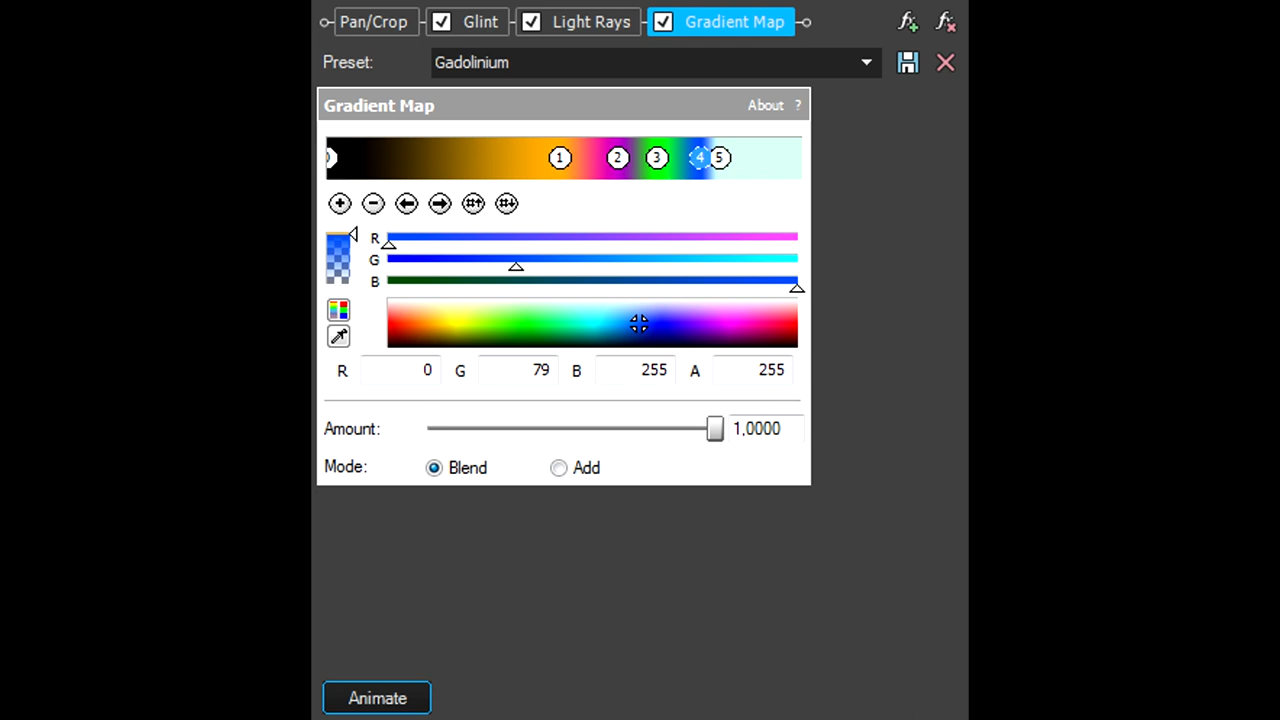 Pan/Crop Glint Light Rays Gradient Map
Preset: Gadolinium
Gradient Map About ?
1 2 3 4 5
R
G
B
R 0 G 79 B 255 A 255
Amount: 1,0000
Mode: Blend Add
Animate